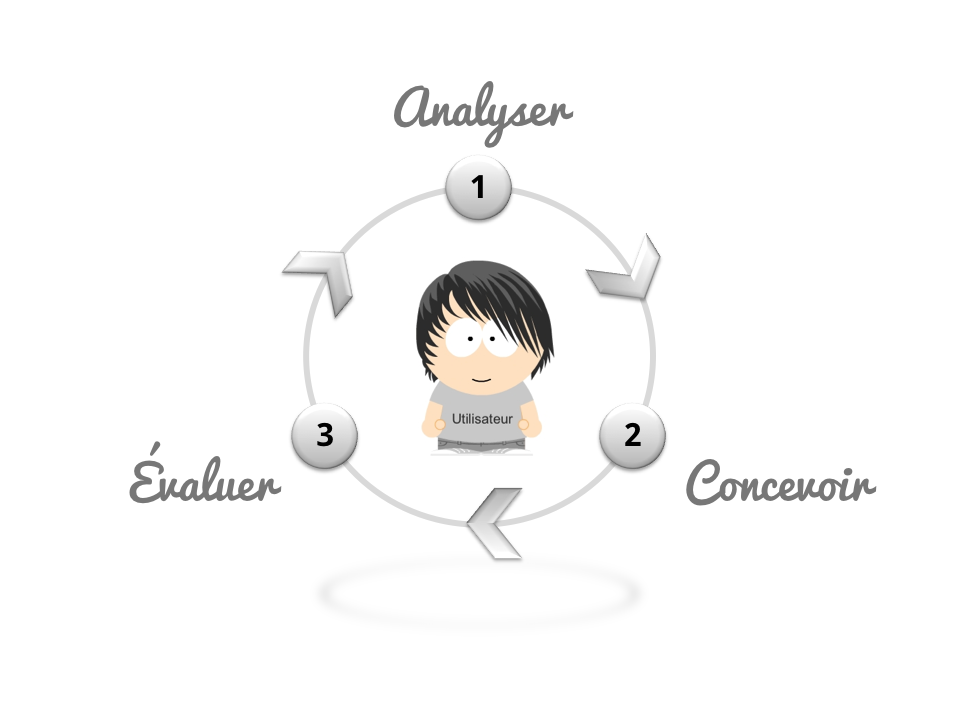 Analyser
1
Utilisateur
3
2
Évaluer
Concevoir